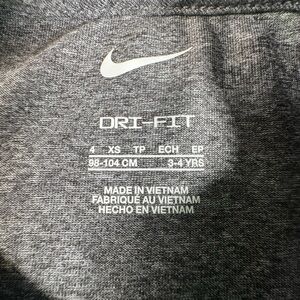 DRI-FIT
4 XS TP ECH EP
98-104 CM 3-4 YRS
MADE IN VIETNAM
FABRIQUÉ AU VIETNAM
HECHO EN VIETNAM